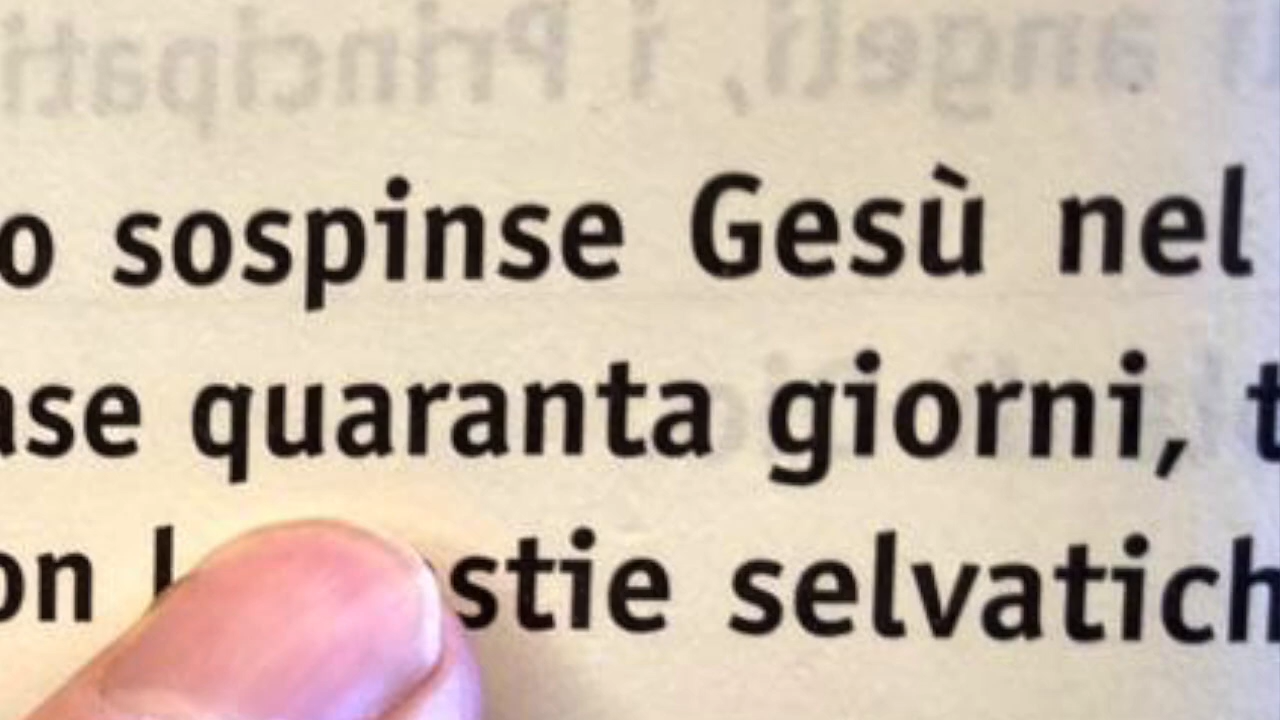 o sospinse Gesù nel
ase quaranta giorni, t
on l stie selvatich